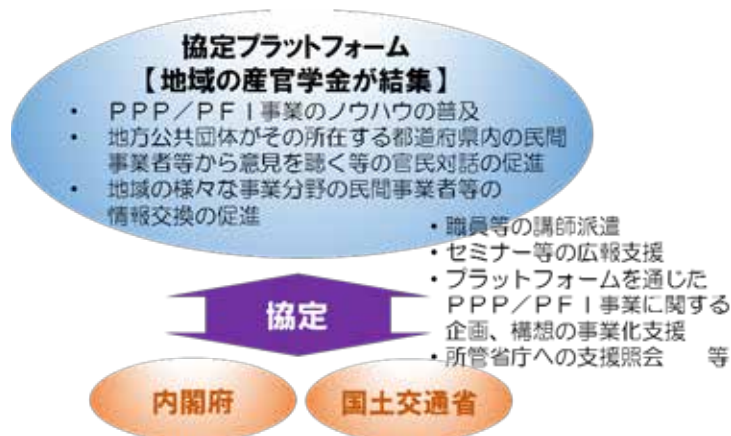 協定プラットフォーム
【地域の産官学金が結集】
・ ＰＰＰ／ＰＦＩ事業のノウハウの普及
・ 地方公共団体がその所在する都道府県内の民間
事業者等から意見を聴く等の官民対話の促進
・ 地域の様々な事業分野の民間事業者等の
情報交換の促進
・職員等の講師派遣
・セミナー等の広報支援
・プラットフォームを通じた
ＰＰＰ／ＰＦＩ事業に関する
企画、構想の事業化支援
・所管省庁への支援照会　等
協定
内閣府
国土交通省